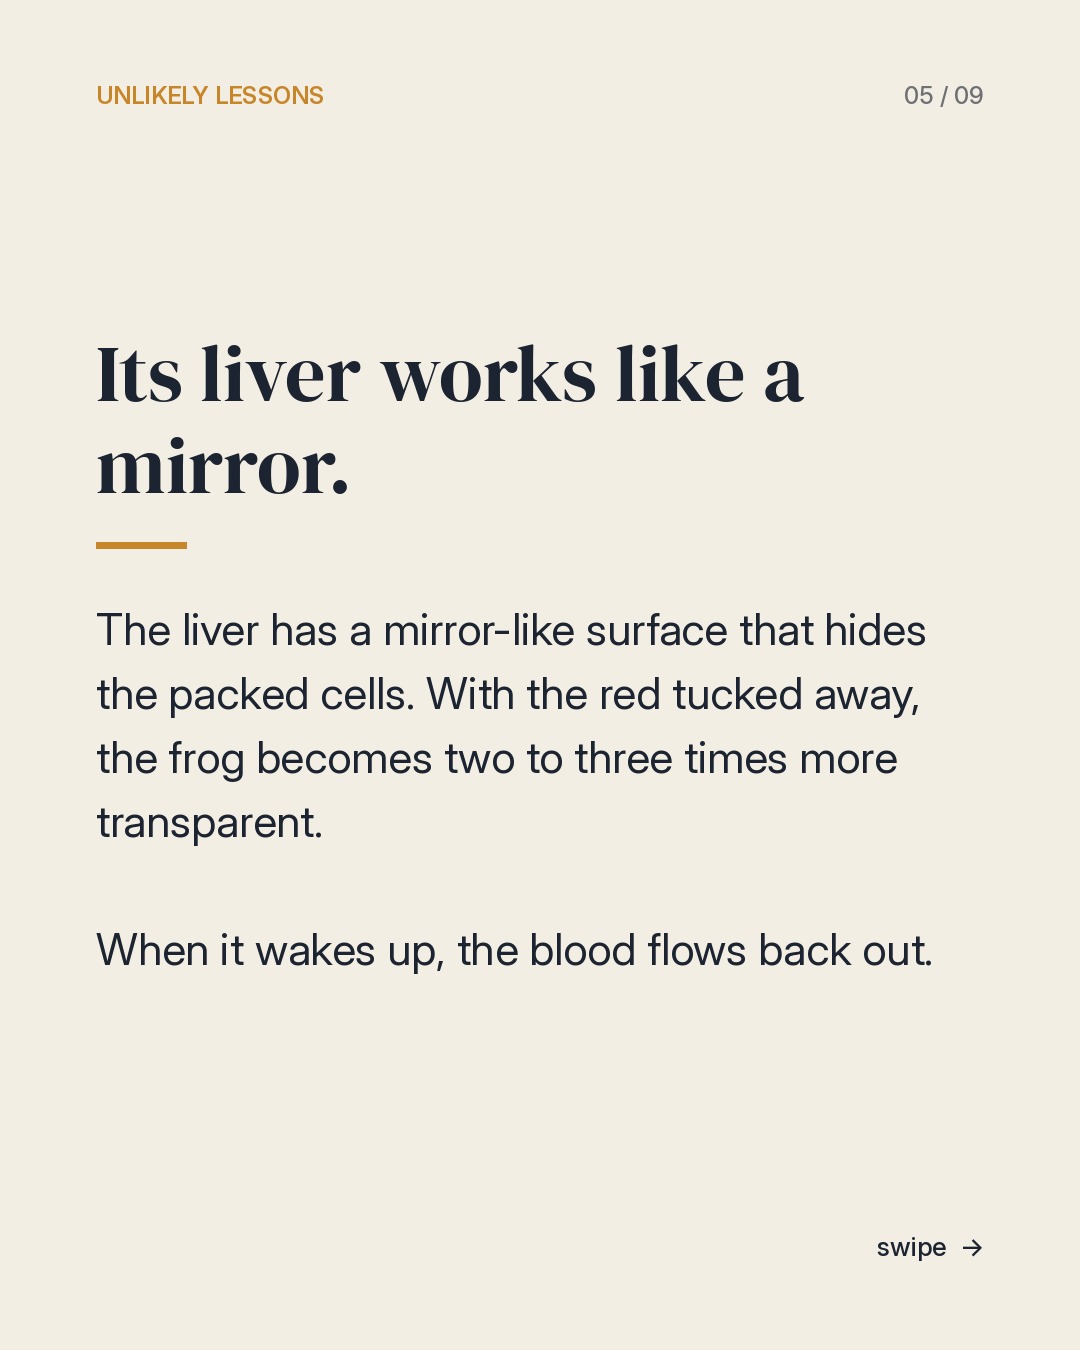 UNLIKELY LESSONS
05 / 09
Its liver works like a
mirror.
The liver has a mirror-like surface that hides
the packed cells. With the red tucked away,
the frog becomes two to three times more
transparent.
When it wakes up, the blood flows back out.
swipe →